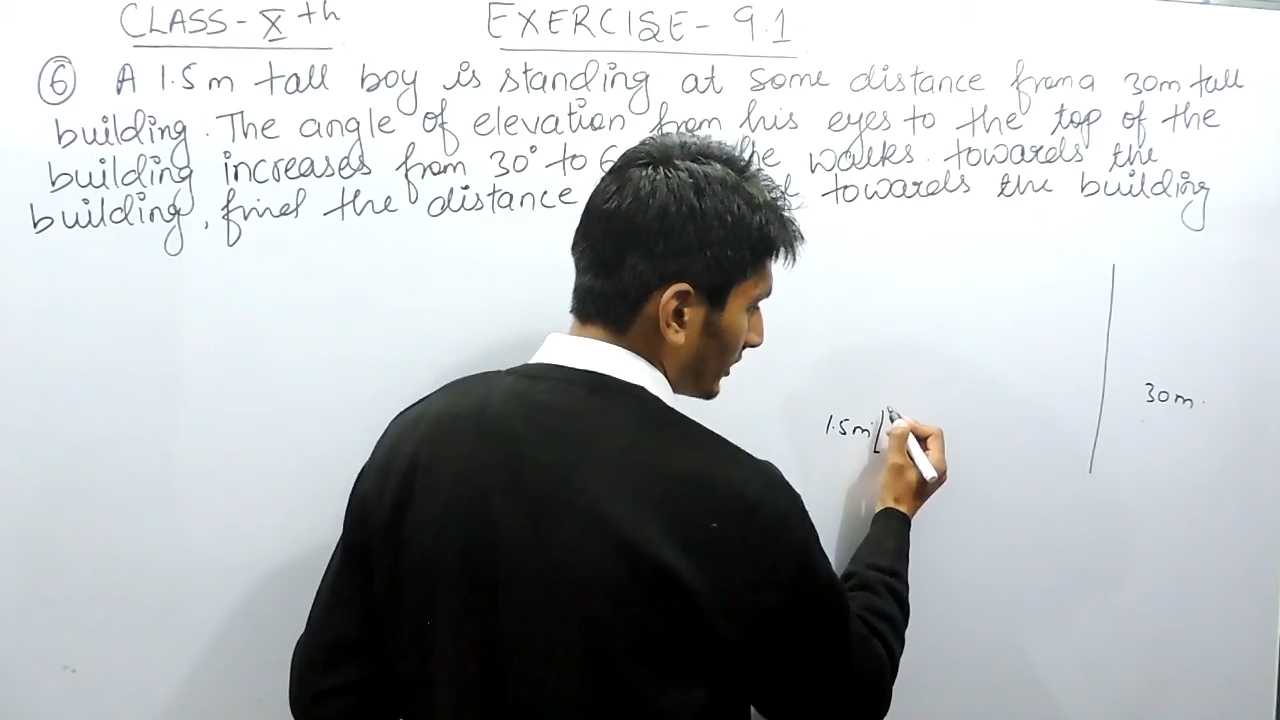 CLASS-Xth EXERCISE-9.1
⑥ A 1.5m tall boy is standing at some distance from a 30m tall
building. The angle of elevation from his eyes to the top of the
building increases from 30° to 6 he walks towards the
building, find the distance towards the building
30m.
1.5m